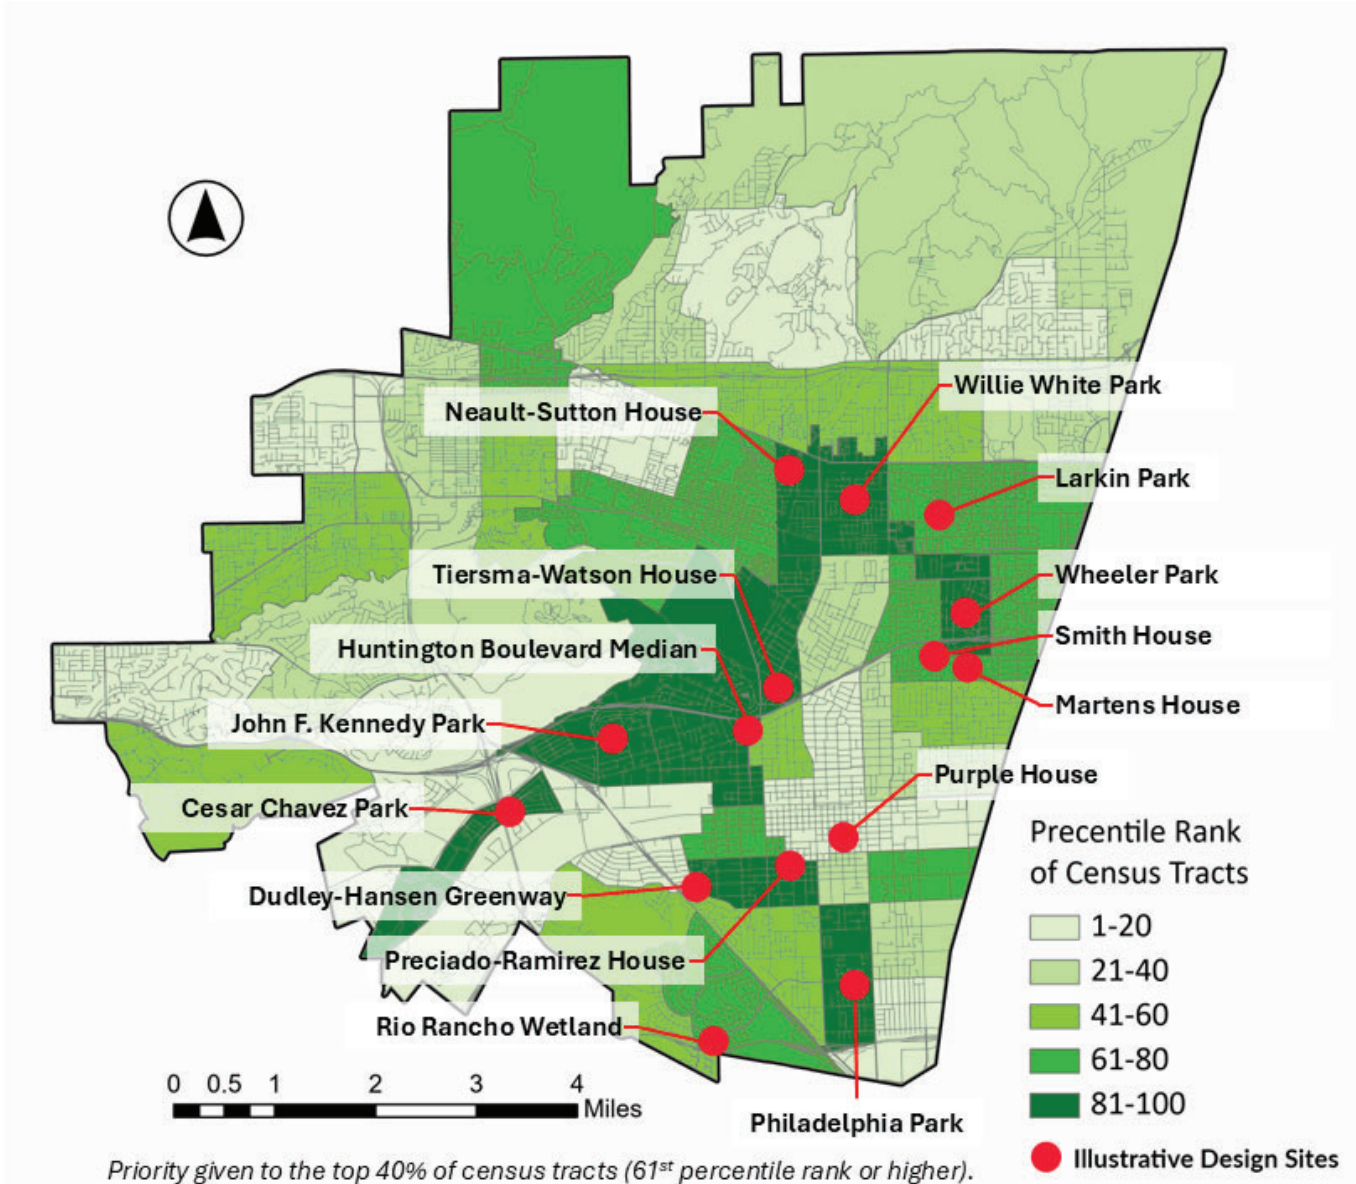 Willie White Park
Neault-Sutton House
Larkin Park
Tiersma-Watson House
Wheeler Park
Smith House
Huntington Boulevard Median
Martens House
John F. Kennedy Park
Purple House
Cesar Chavez Park
Dudley-Hansen Greenway
Preciado-Ramirez House
Rio Rancho Wetland
Philadelphia Park
Precentile Rank
of Census Tracts
1-20
21-40
41-60
61-80
81-100
Illustrative Design Sites
0 0.5 1 2 3 4
Miles
Priority given to the top 40% of census tracts (61st percentile rank or higher).